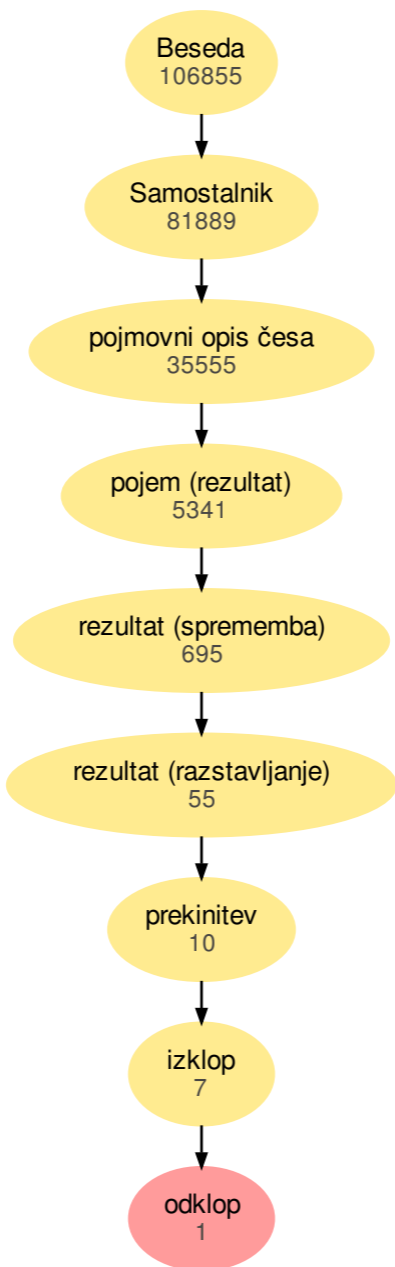 Beseda
106855
Samostalnik
81889
pojmovni opis česa
35555
pojem (rezultat)
5341
rezultat (sprememba)
695
rezultat (razstavljanje)
55
prekinitev
10
izklop
7
odklop
1